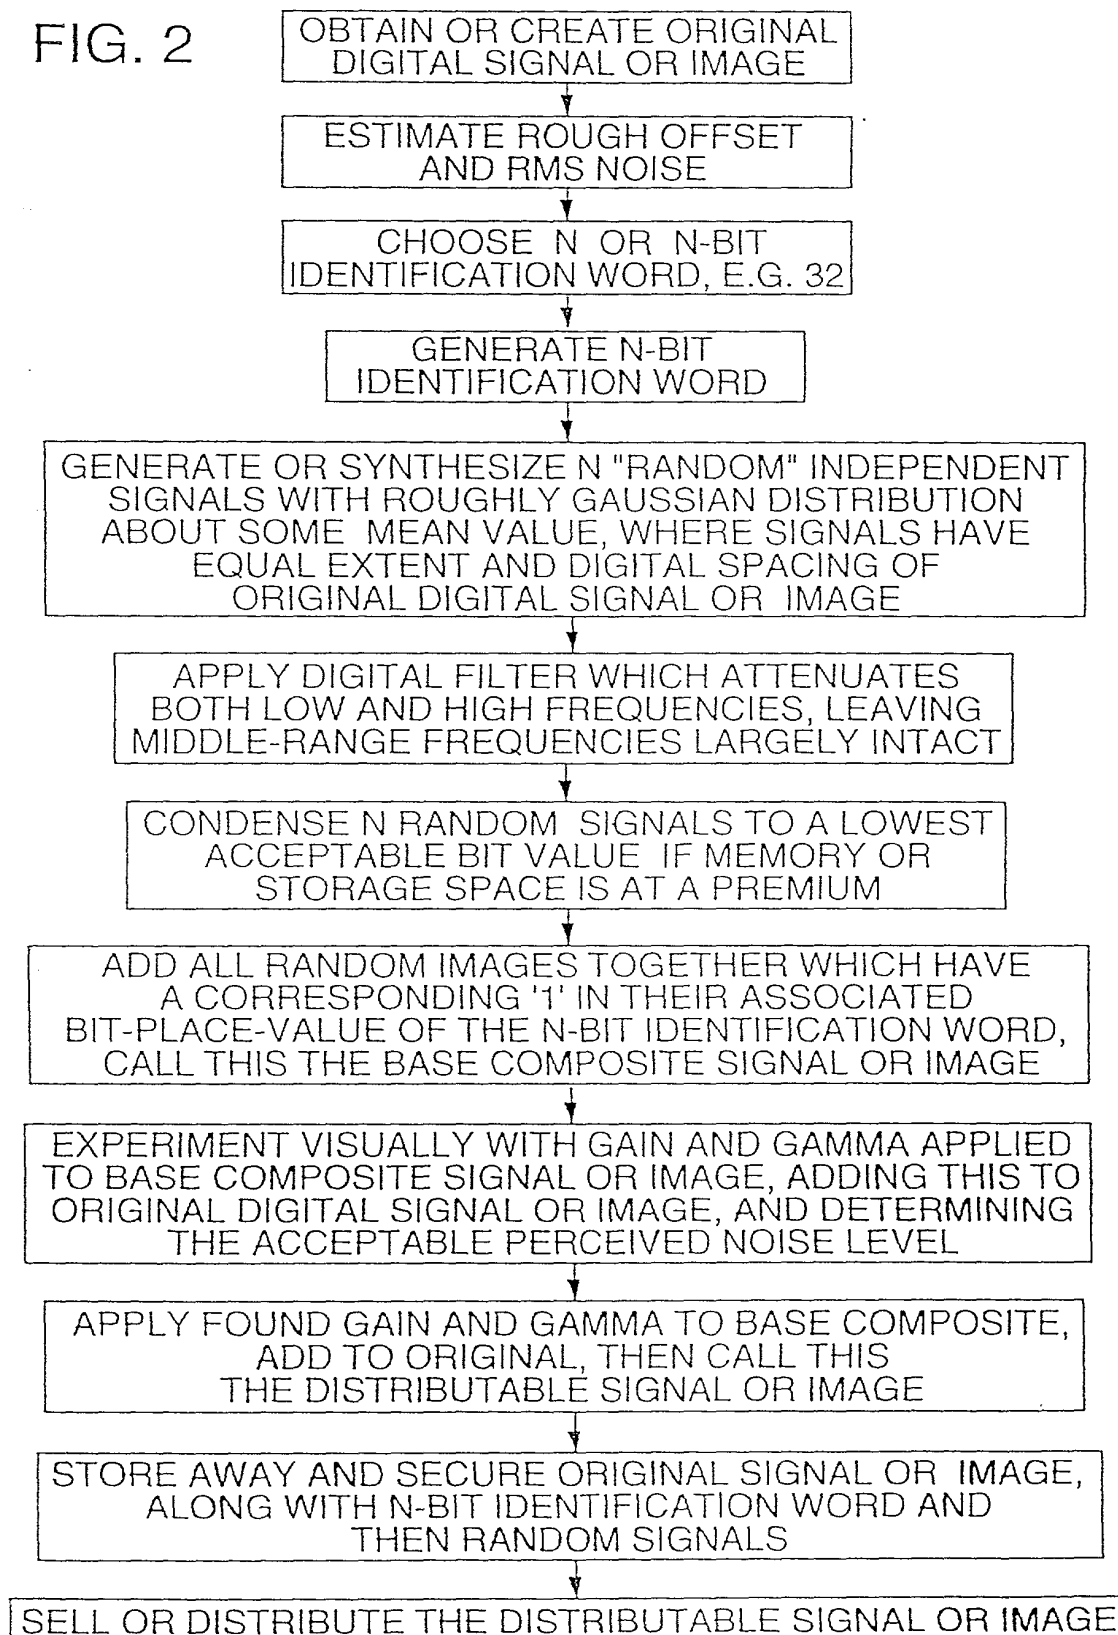 FIG. 2
OBTAIN OR CREATE ORIGINAL
DIGITAL SIGNAL OR IMAGE
ESTIMATE ROUGH OFFSET
AND RMS NOISE
CHOOSE N OR N-BIT
IDENTIFICATION WORD, E.G. 32
GENERATE N-BIT
IDENTIFICATION WORD
GENERATE OR SYNTHESIZE N "RANDOM" INDEPENDENT
SIGNALS WITH ROUGHLY GAUSSIAN DISTRIBUTION
ABOUT SOME MEAN VALUE, WHERE SIGNALS HAVE
EQUAL EXTENT AND DIGITAL SPACING OF
ORIGINAL DIGITAL SIGNAL OR IMAGE
APPLY DIGITAL FILTER WHICH ATTENUATES
BOTH LOW AND HIGH FREQUENCIES, LEAVING
MIDDLE-RANGE FREQUENCIES LARGELY INTACT
CONDENSE N RANDOM SIGNALS TO A LOWEST
ACCEPTABLE BIT VALUE IF MEMORY OR
STORAGE SPACE IS AT A PREMIUM
ADD ALL RANDOM IMAGES TOGETHER WHICH HAVE
A CORRESPONDING '1' IN THEIR ASSOCIATED
BIT-PLACE-VALUE OF THE N-BIT IDENTIFICATION WORD,
CALL THIS THE BASE COMPOSITE SIGNAL OR IMAGE
EXPERIMENT VISUALLY WITH GAIN AND GAMMA APPLIED
TO BASE COMPOSITE SIGNAL OR IMAGE, ADDING THIS TO
ORIGINAL DIGITAL SIGNAL OR IMAGE, AND DETERMINING
THE ACCEPTABLE PERCEIVED NOISE LEVEL
APPLY FOUND GAIN AND GAMMA TO BASE COMPOSITE,
ADD TO ORIGINAL, THEN CALL THIS
THE DISTRIBUTABLE SIGNAL OR IMAGE
STORE AWAY AND SECURE ORIGINAL SIGNAL OR IMAGE,
ALONG WITH N-BIT IDENTIFICATION WORD AND
THEN RANDOM SIGNALS
SELL OR DISTRIBUTE THE DISTRIBUTABLE SIGNAL OR IMAGE